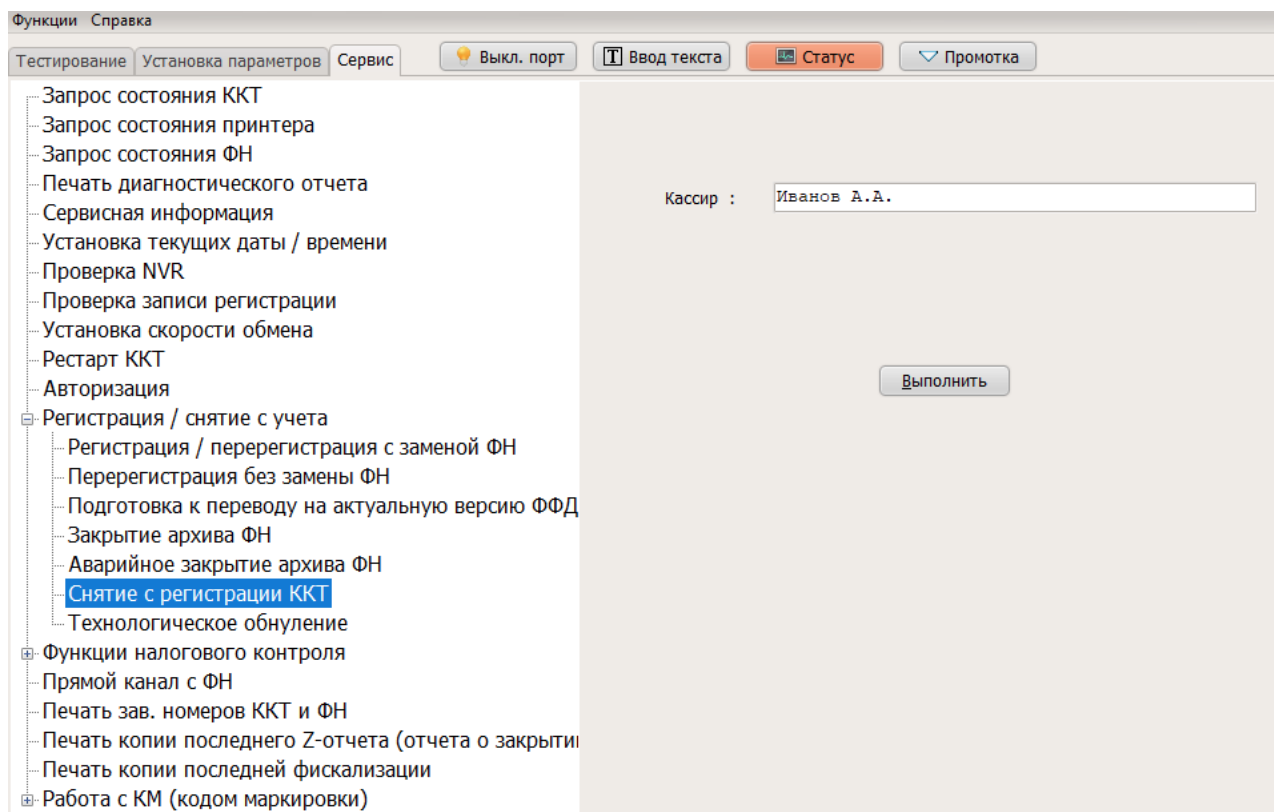 Функции Справка
Тестирование Установка параметров Сервис Выкл. порт T Ввод текста Статус Промотка
Запрос состояния ККТ
Запрос состояния принтера
Запрос состояния ФН
Печать диагностического отчета
Кассир : Иванов А.А.
Сервисная информация
Установка текущих даты / времени
Проверка NVR
Проверка записи регистрации
Установка скорости обмена
Рестарт ККТ
Выполнить
Авторизация
Регистрация / снятие с учета
Регистрация / перерегистрация с заменой ФН
Перерегистрация без замены ФН
Подготовка к переводу на актуальную версию ФФД
Закрытие архива ФН
Аварийное закрытие архива ФН
Снятие с регистрации ККТ
Технологическое обнуление
Функции налогового контроля
Прямой канал с ФН
Печать зав. номеров ККТ и ФН
Печать копии последнего Z-отчета (отчета о закрыти
Печать копии последней фискализации
Работа с КМ (кодом маркировки)